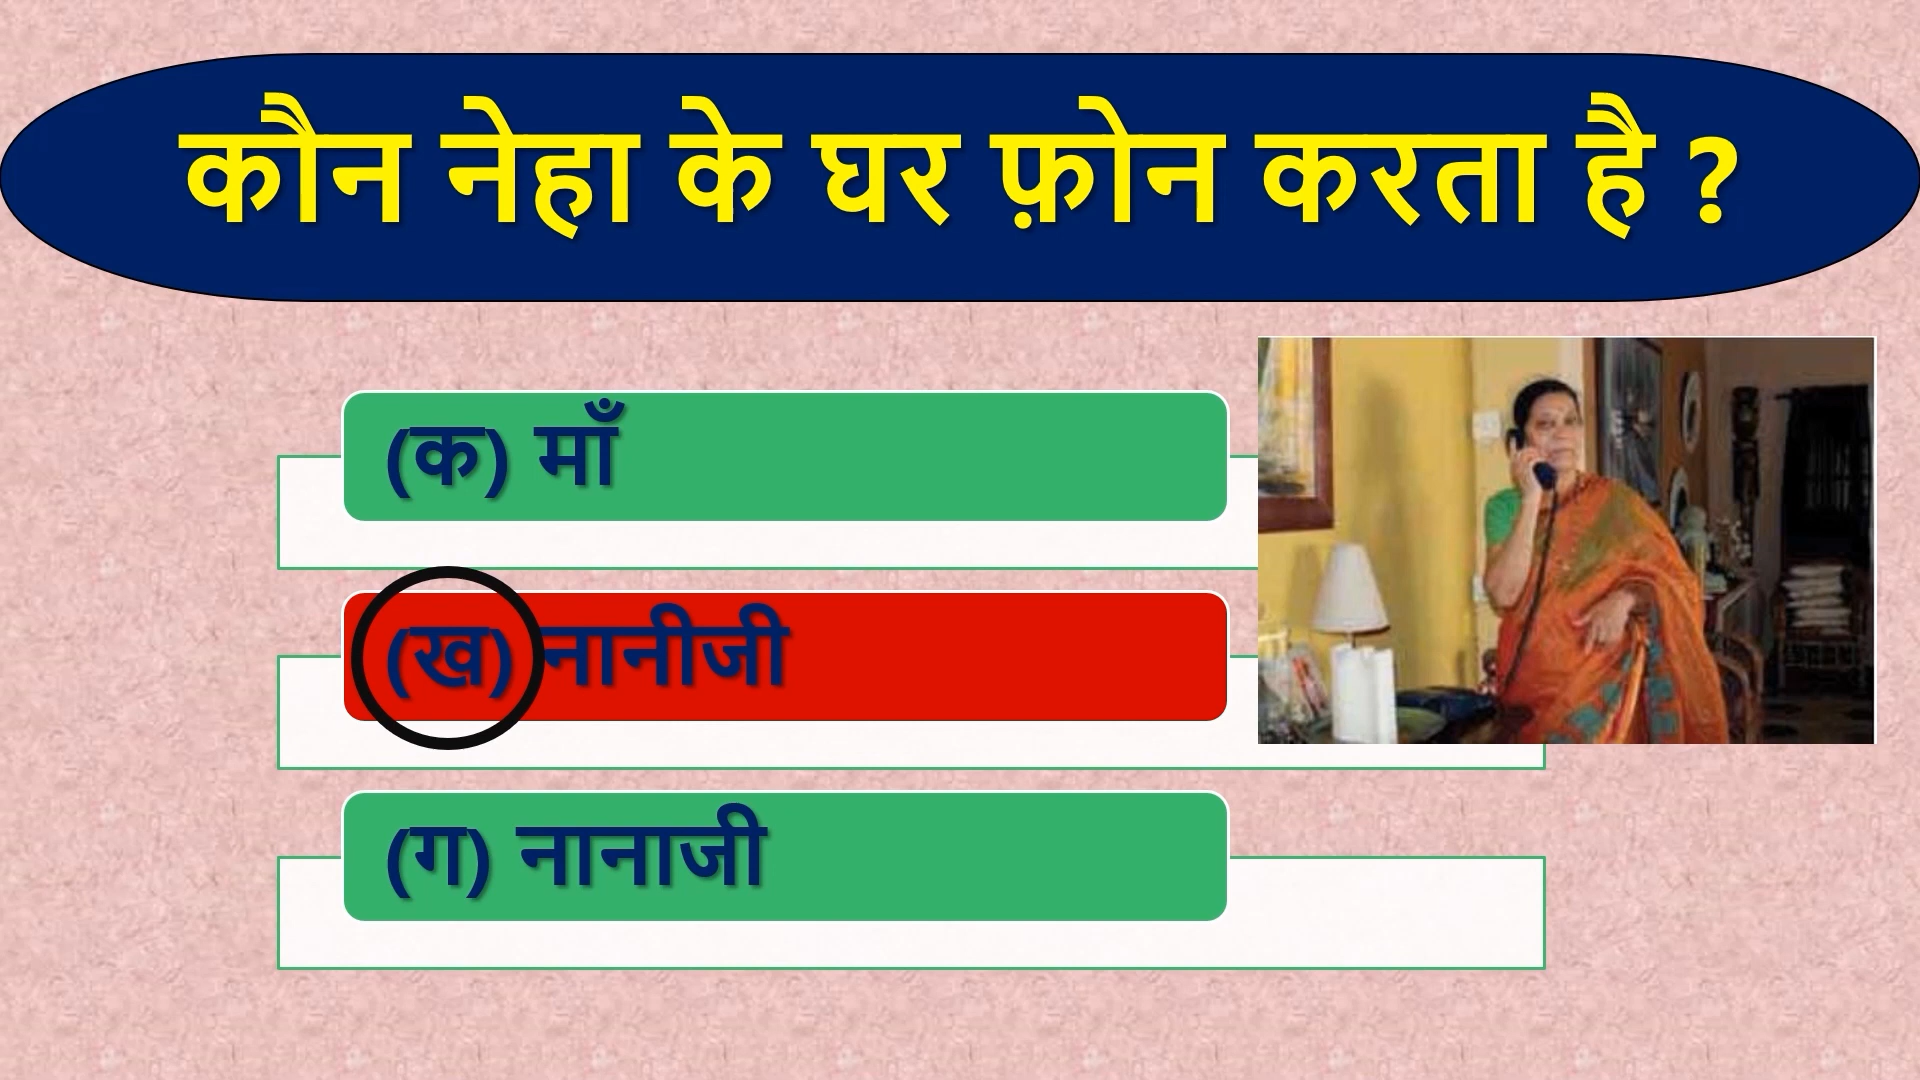 कौन नेहा के घर फ़ोन करता है ?
(क) माँ
(ख) नानीजी
(ग) नानाजी